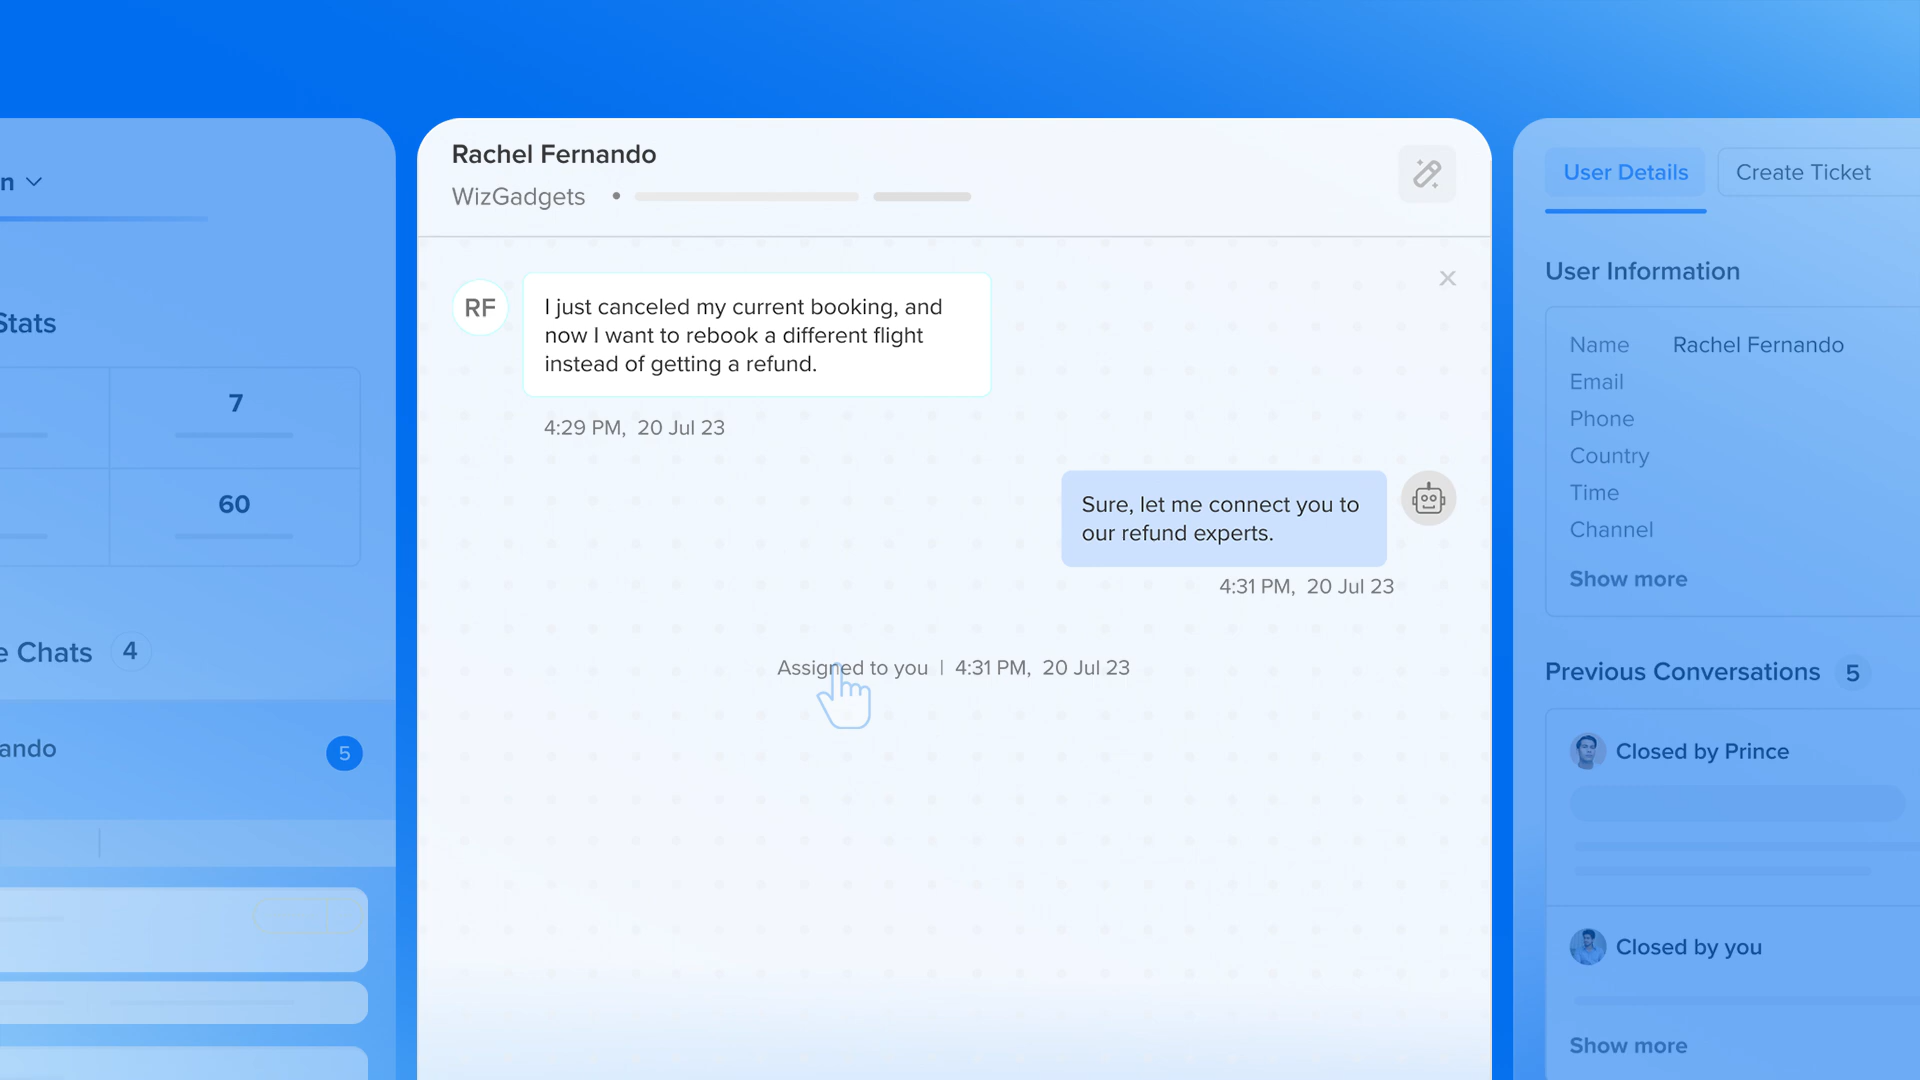 n
Stats
7
60
e Chats 4
ando
5
Rachel Fernando
WizGadgets •
RF
I just canceled my current booking, and
now I want to rebook a different flight
instead of getting a refund.
4:29 PM, 20 Jul 23
Sure, let me connect you to
our refund experts.
4:31 PM, 20 Jul 23
Assigned to you | 4:31 PM, 20 Jul 23
User Details
Create Ticket
User Information
Name Rachel Fernando
Email
Phone
Country
Time
Channel
Show more
Previous Conversations 5
Closed by Prince
Closed by you
Show more